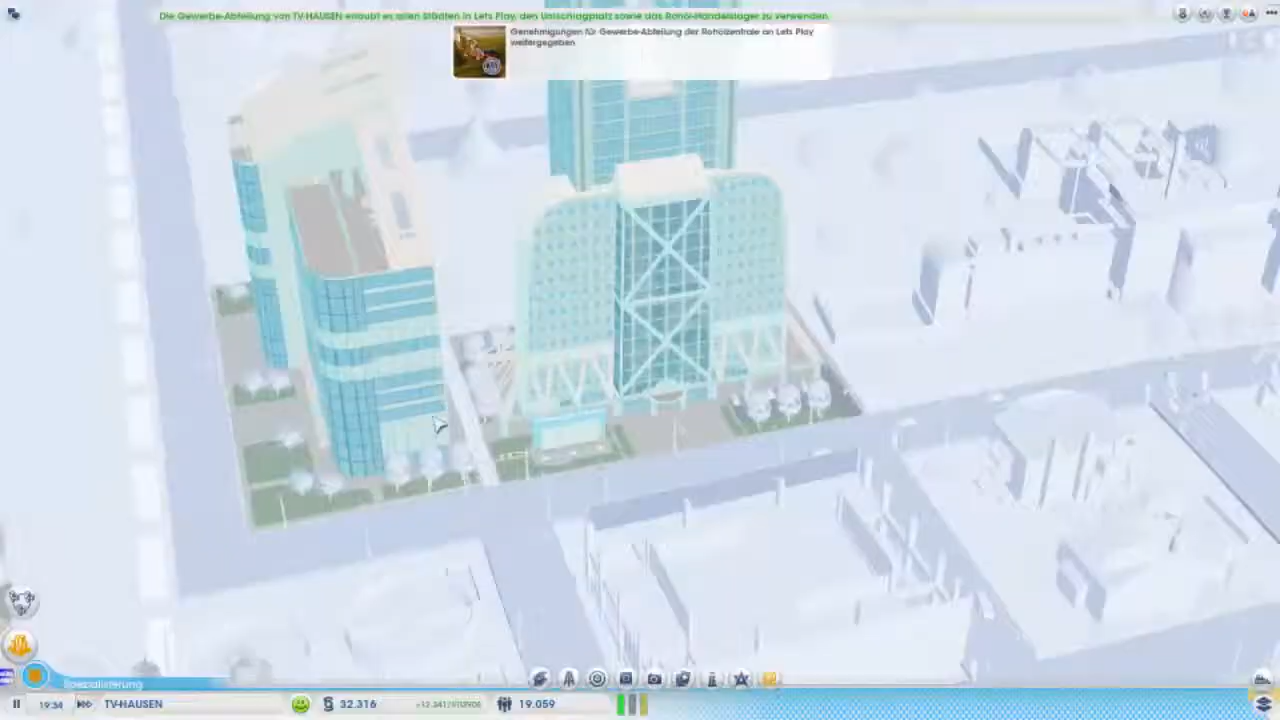 Die Gewerbe-Abteilung von TV-HAUSEN erlaubt es allen Städten in Lets Play, den Umschlagplatz sowie das Rohöl-Handelslager zu verwenden.
Genehmigungen für Gewerbe-Abteilung der Rohölzentrale an Lets Play
weitergegeben
Spezialisierung
19:34
TV-HAUSEN
32.316
19.059